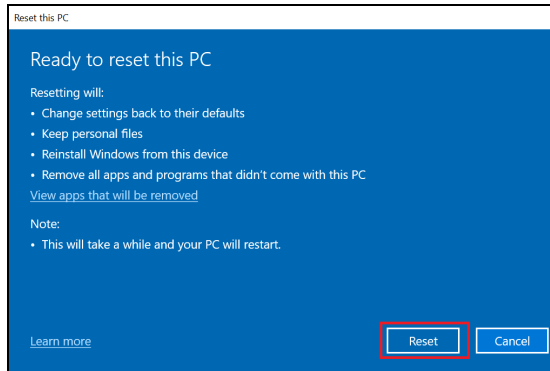 Reset this PC
Ready to reset this PC
Resetting will:
• Change settings back to their defaults
• Keep personal files
• Reinstall Windows from this device
• Remove all apps and programs that didn't come with this PC
View apps that will be removed
Note:
• This will take a while and your PC will restart.
Learn more
Reset
Cancel